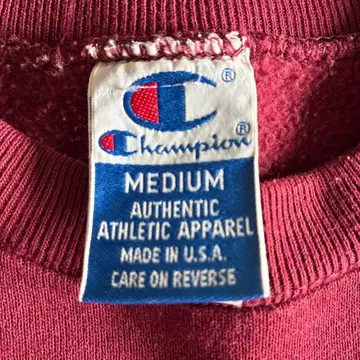 ®
Champion®
MEDIUM
AUTHENTIC
ATHLETIC APPAREL
MADE IN U.S.A.
CARE ON REVERSE